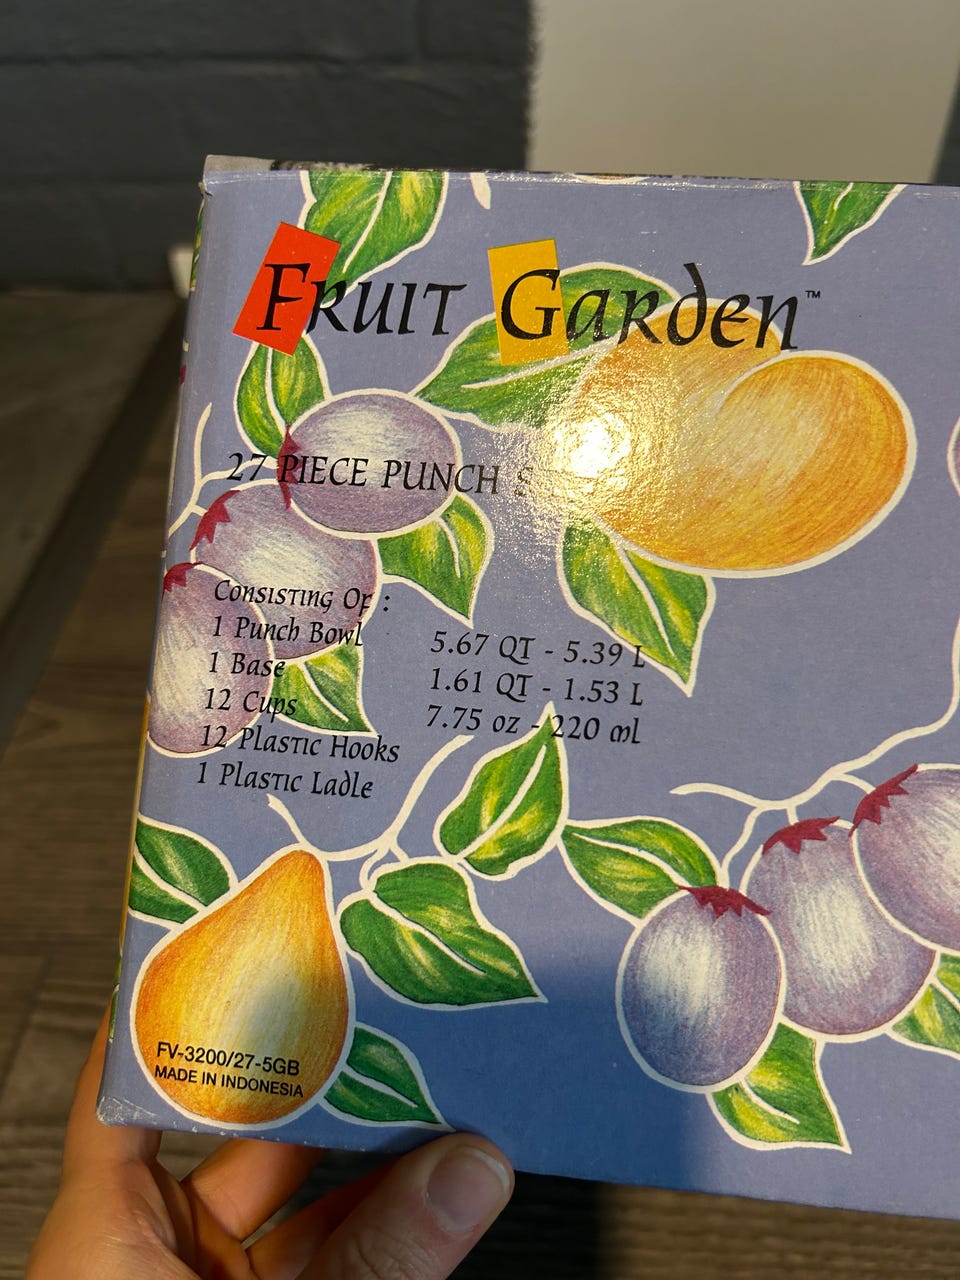 FRUIT GARDEN™
27 PIECE PUNCH
CONSISTING OF :
1 PUNCH BOWL 5.67 QT - 5.39 L
1 BASE 1.61 QT - 1.53 L
12 CUPS 7.75 oz - 220 ml
12 PLASTIC HOOKS
1 PLASTIC LADLE
FV-3200/27-5GB
MADE IN INDONESIA